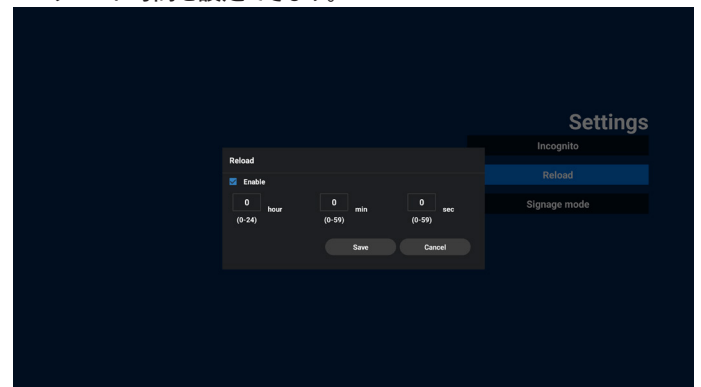 Settings
Incognito
Reload
Signage mode
Reload
Enable
0 hour 0 min 0 sec
(0-24) (0-59) (0-59)
Save Cancel